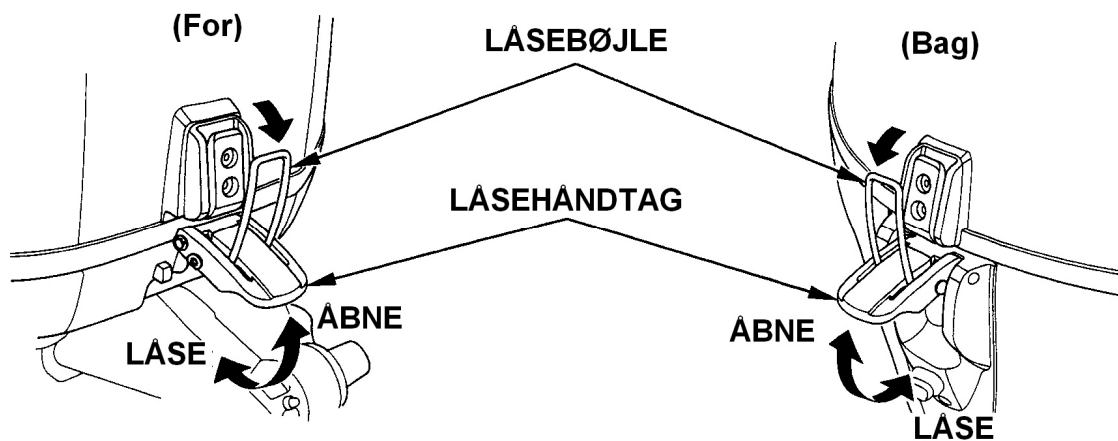 (For)
LÅSEBØJLE
(Bag)
LÅSEHÅNDTAG
ÅBNE
LÅSE
ÅBNE
LÅSE